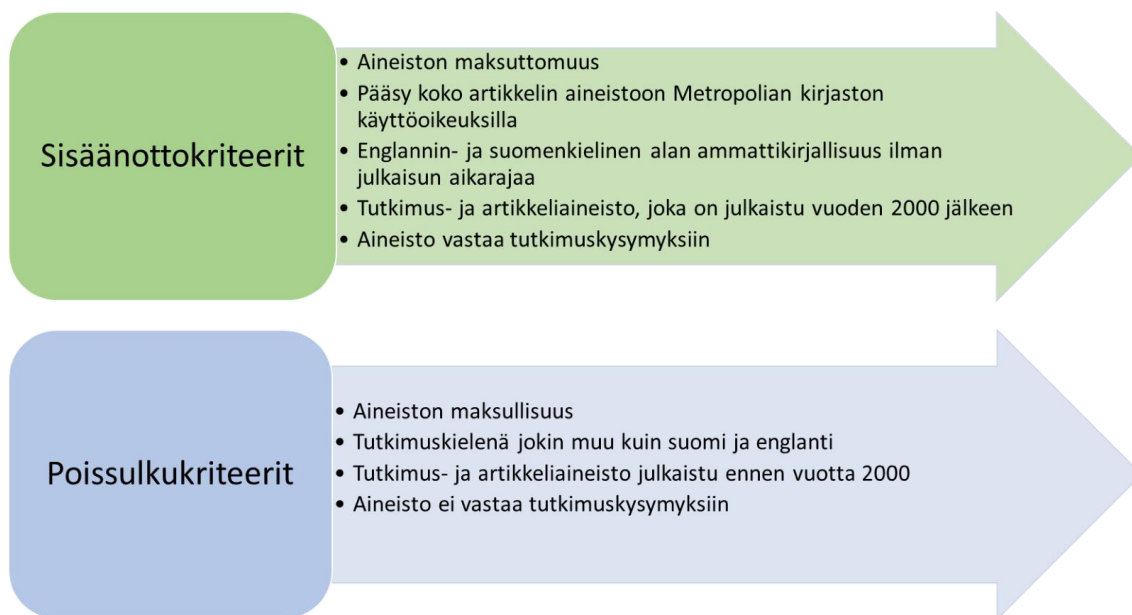 Sisäänottokriteerit
• Aineiston maksuttomuus
• Pääsy koko artikkelin aineistoon Metropolian kirjaston
käyttöoikeuksilla
• Englannin- ja suomenkielinen alan ammattikirjallisuus ilman
julkaisun aikarajaa
• Tutkimus- ja artikkeliaineisto, joka on julkaistu vuoden 2000 jälkeen
• Aineisto vastaa tutkimuskysymyksiin
Poissulkukriteerit
• Aineiston maksullisuus
• Tutkimuskielenä jokin muu kuin suomi ja englanti
• Tutkimus- ja artikkeliaineisto julkaistu ennen vuotta 2000
• Aineisto ei vastaa tutkimuskysymyksiin